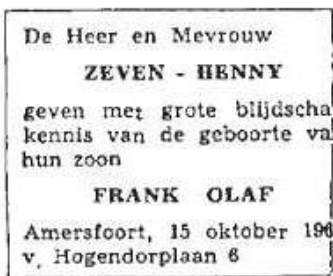 De Heer en Mevrouw
ZEVEN - HENNY
geven met grote blijdscha
kennis van de geboorte va
hun zoon
FRANK OLAF
Amersfoort, 15 oktober 196
v. Hogendorplaan 6